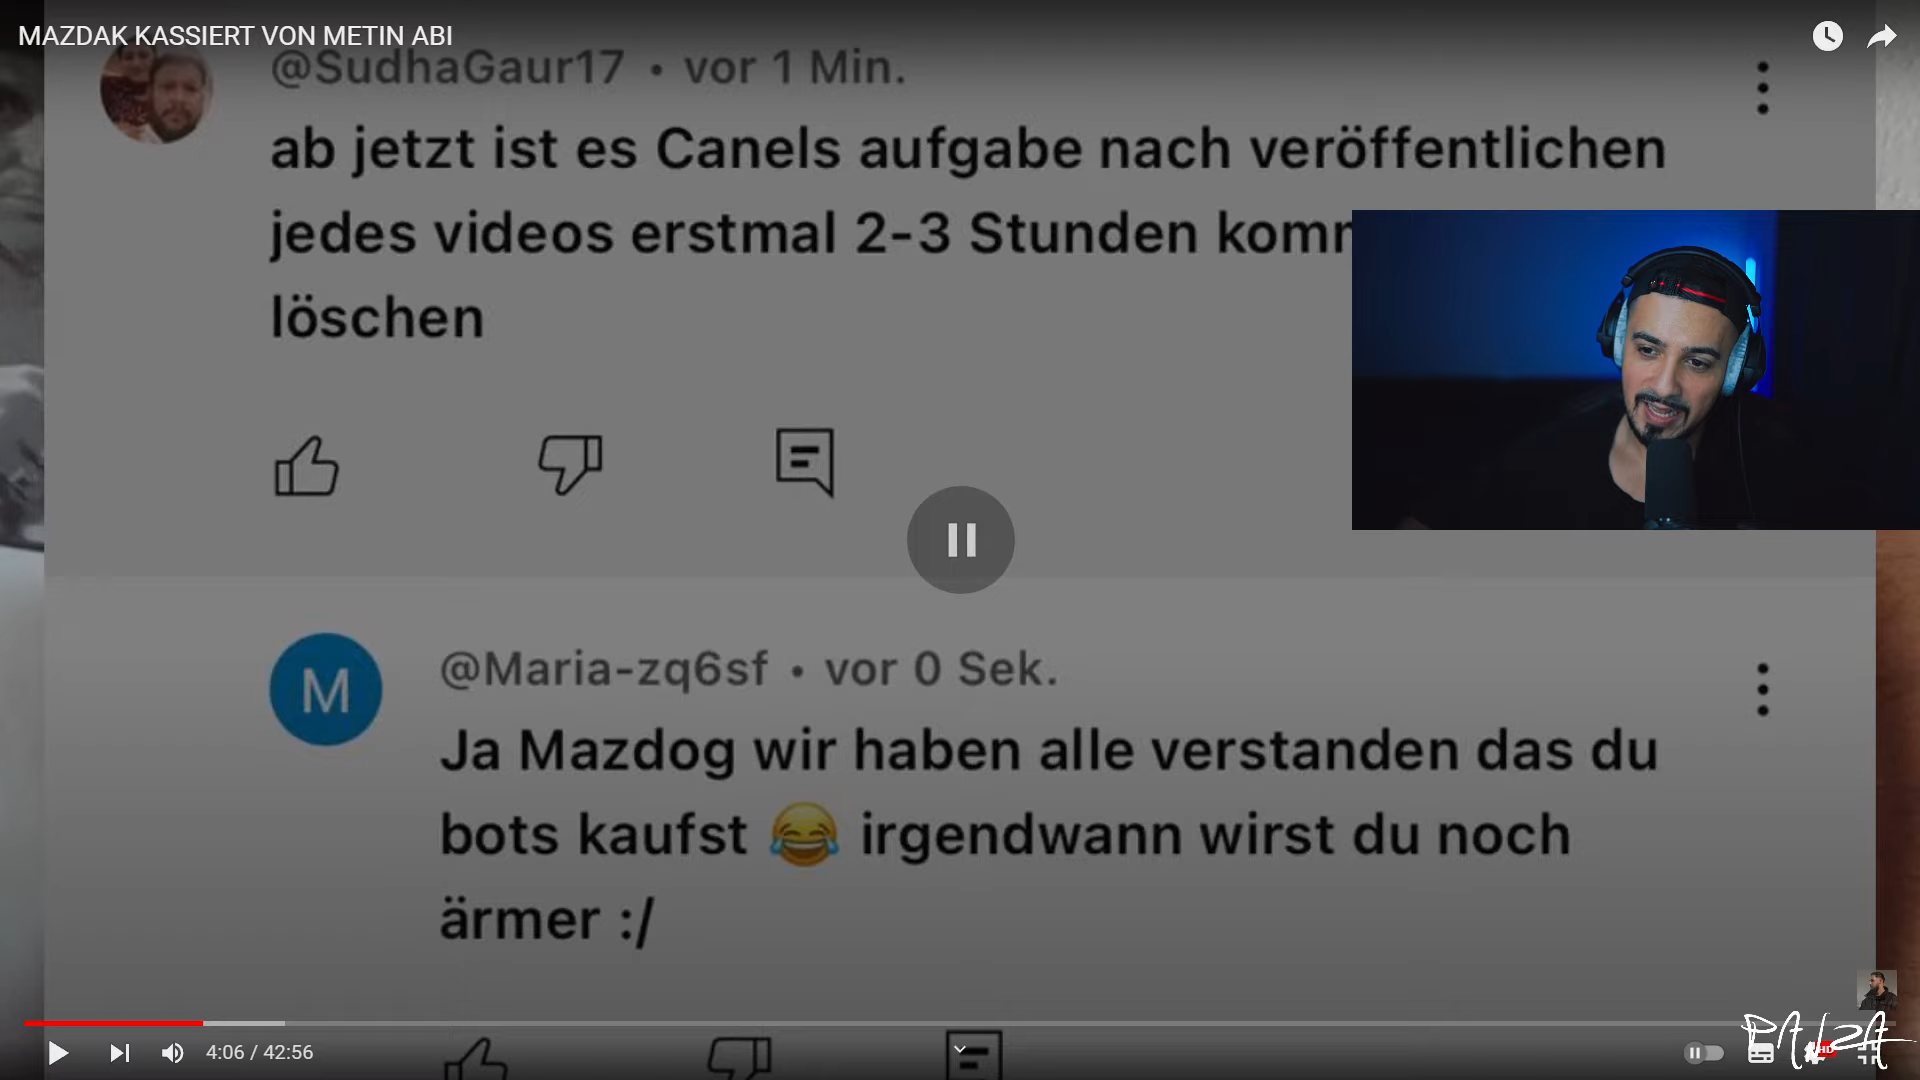 MAZDAK KASSIERT VON METIN ABI
@SudhaGaur17 • vor 1 Min.
ab jetzt ist es Canels aufgabe nach veröffentlichen
jedes videos erstmal 2-3 Stunden
löschen
@Maria-zq6sf • vor 0 Sek.
M
Ja Mazdog wir haben alle verstanden das du
bots kaufst 😂 irgendwann wirst du noch
ärmer :/
4:06 / 42:56
HD